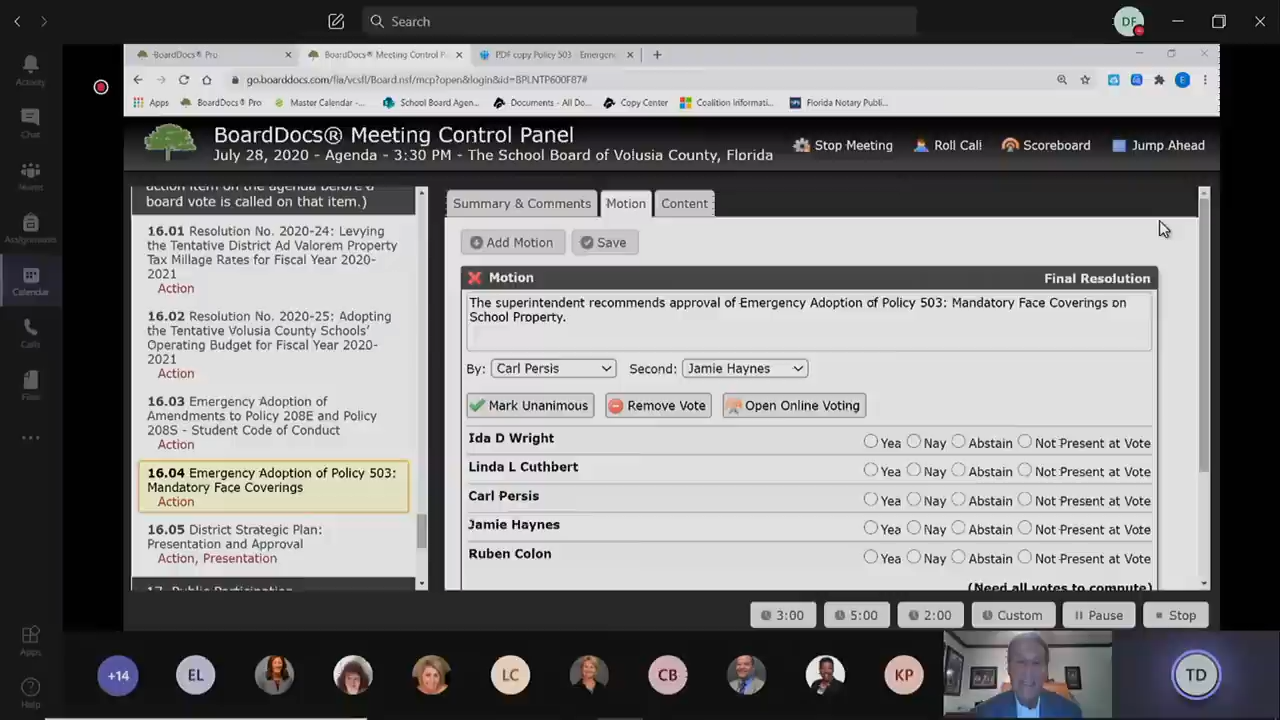 Search
DF
Activity
Chat
Teams
Assignments
Calendar
Calls
Files
Apps
Help
BoardDocs® Pro
BoardDocs® Meeting Control P
PDF copy Policy 503 - Emergen
go.boarddocs.com/fla/vcsfl/Board.nsf/mcp?open&login&id=BPLNTP600F87#
E
Apps
BoardDocs® Pro
Master Calendar -...
School Board Agen...
Documents - All Do...
Copy Center
Coalition Informati...
Florida Notary Publi...
BoardDocs® Meeting Control Panel
July 28, 2020 - Agenda - 3:30 PM - The School Board of Volusia County, Florida
Stop Meeting
Roll Call
Scoreboard
Jump Ahead
action item on the agenda before a
board vote is called on that item.)
16.01 Resolution No. 2020-24: Levying
the Tentative District Ad Valorem Property
Tax Millage Rates for Fiscal Year 2020-
2021
Action
16.02 Resolution No. 2020-25: Adopting
the Tentative Volusia County Schools'
Operating Budget for Fiscal Year 2020-
2021
Action
16.03 Emergency Adoption of
Amendments to Policy 208E and Policy
208S - Student Code of Conduct
Action
16.04 Emergency Adoption of Policy 503:
Mandatory Face Coverings
Action
16.05 District Strategic Plan:
Presentation and Approval
Action, Presentation
17. Public Participation
Summary & Comments
Motion
Content
Add Motion
Save
Motion
Final Resolution
The superintendent recommends approval of Emergency Adoption of Policy 503: Mandatory Face Coverings on
School Property.
By: Carl Persis
Second: Jamie Haynes
Mark Unanimous
Remove Vote
Open Online Voting
Ida D Wright Yea Nay Abstain Not Present at Vote
Linda L Cuthbert Yea Nay Abstain Not Present at Vote
Carl Persis Yea Nay Abstain Not Present at Vote
Jamie Haynes Yea Nay Abstain Not Present at Vote
Ruben Colon Yea Nay Abstain Not Present at Vote
(Need all votes to compute)
3:00
5:00
2:00
Custom
Pause
Stop
+14
EL
LC
CB
KP
TD